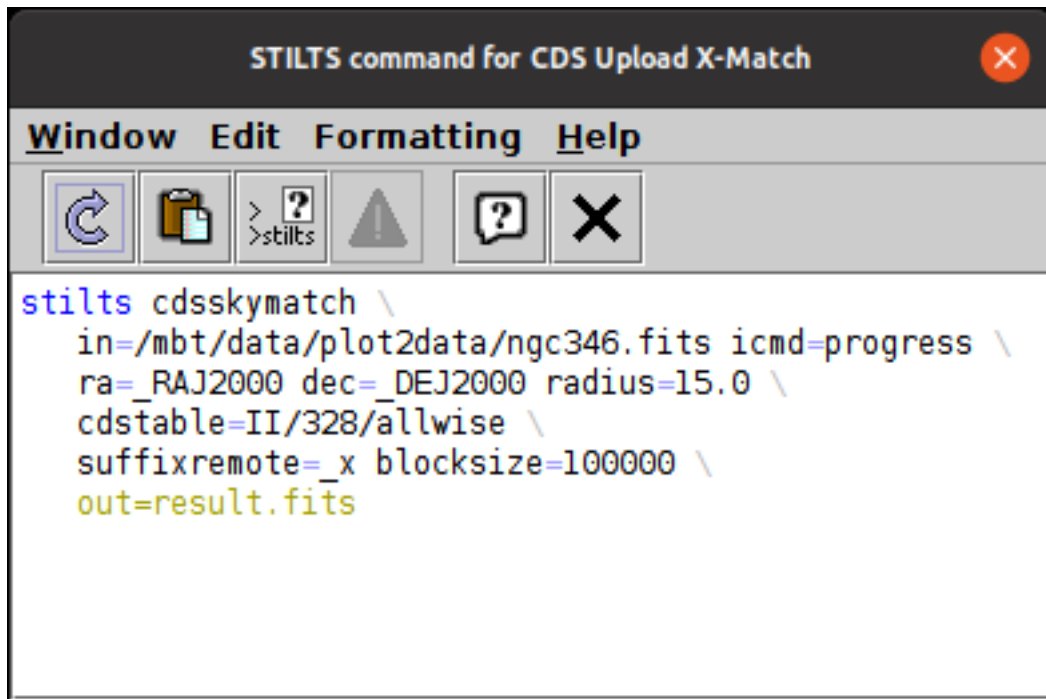 STILTS command for CDS Upload X-Match
Window Edit Formatting Help
> ?
>stilts
?
stilts cdsskymatch \
in=/mbt/data/plot2data/ngc346.fits icmd=progress \
ra=_RAJ2000 dec=_DEJ2000 radius=15.0 \
cdstable=II/328/allwise \
suffixremote=_x blocksize=100000 \
out=result.fits